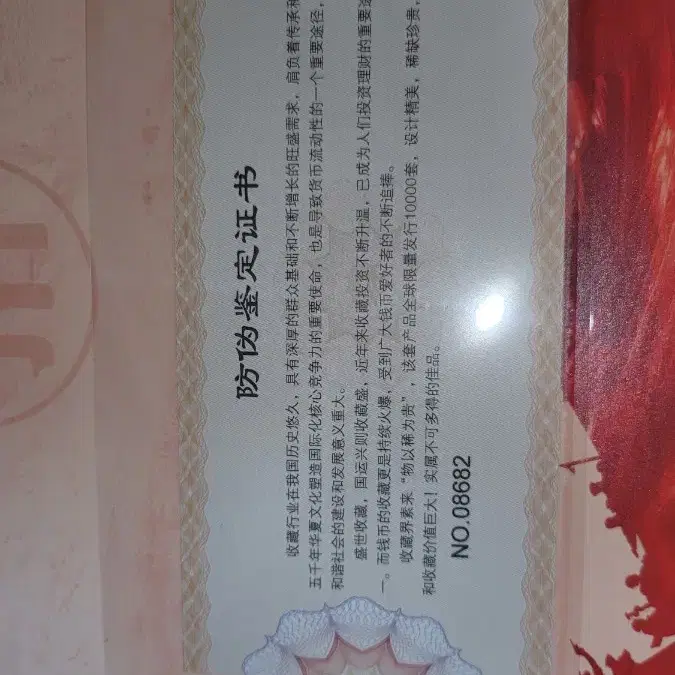 防伪鉴定证书
收藏行业在我国历史悠久，具有深厚的群众基础和不断增长的旺盛需求，肩负着传承和
五千年华夏文化塑造国际化核心竞争力的重要使命，也是导致货币流动性的一个重要途径，
和谐社会的建设和发展意义重大。
盛世收藏，国运兴则收藏盛，近年来收藏投资不断升温，已成为人们投资理财的重要途
一。而钱币的收藏更是持续火爆，受到广大钱币爱好者的不断追捧。
收藏界素来“物以稀为贵”，该套产品全球限量发行10000套，设计精美，稀缺珍贵，
和收藏价值巨大！实属不可多得的佳品。
NO.08682